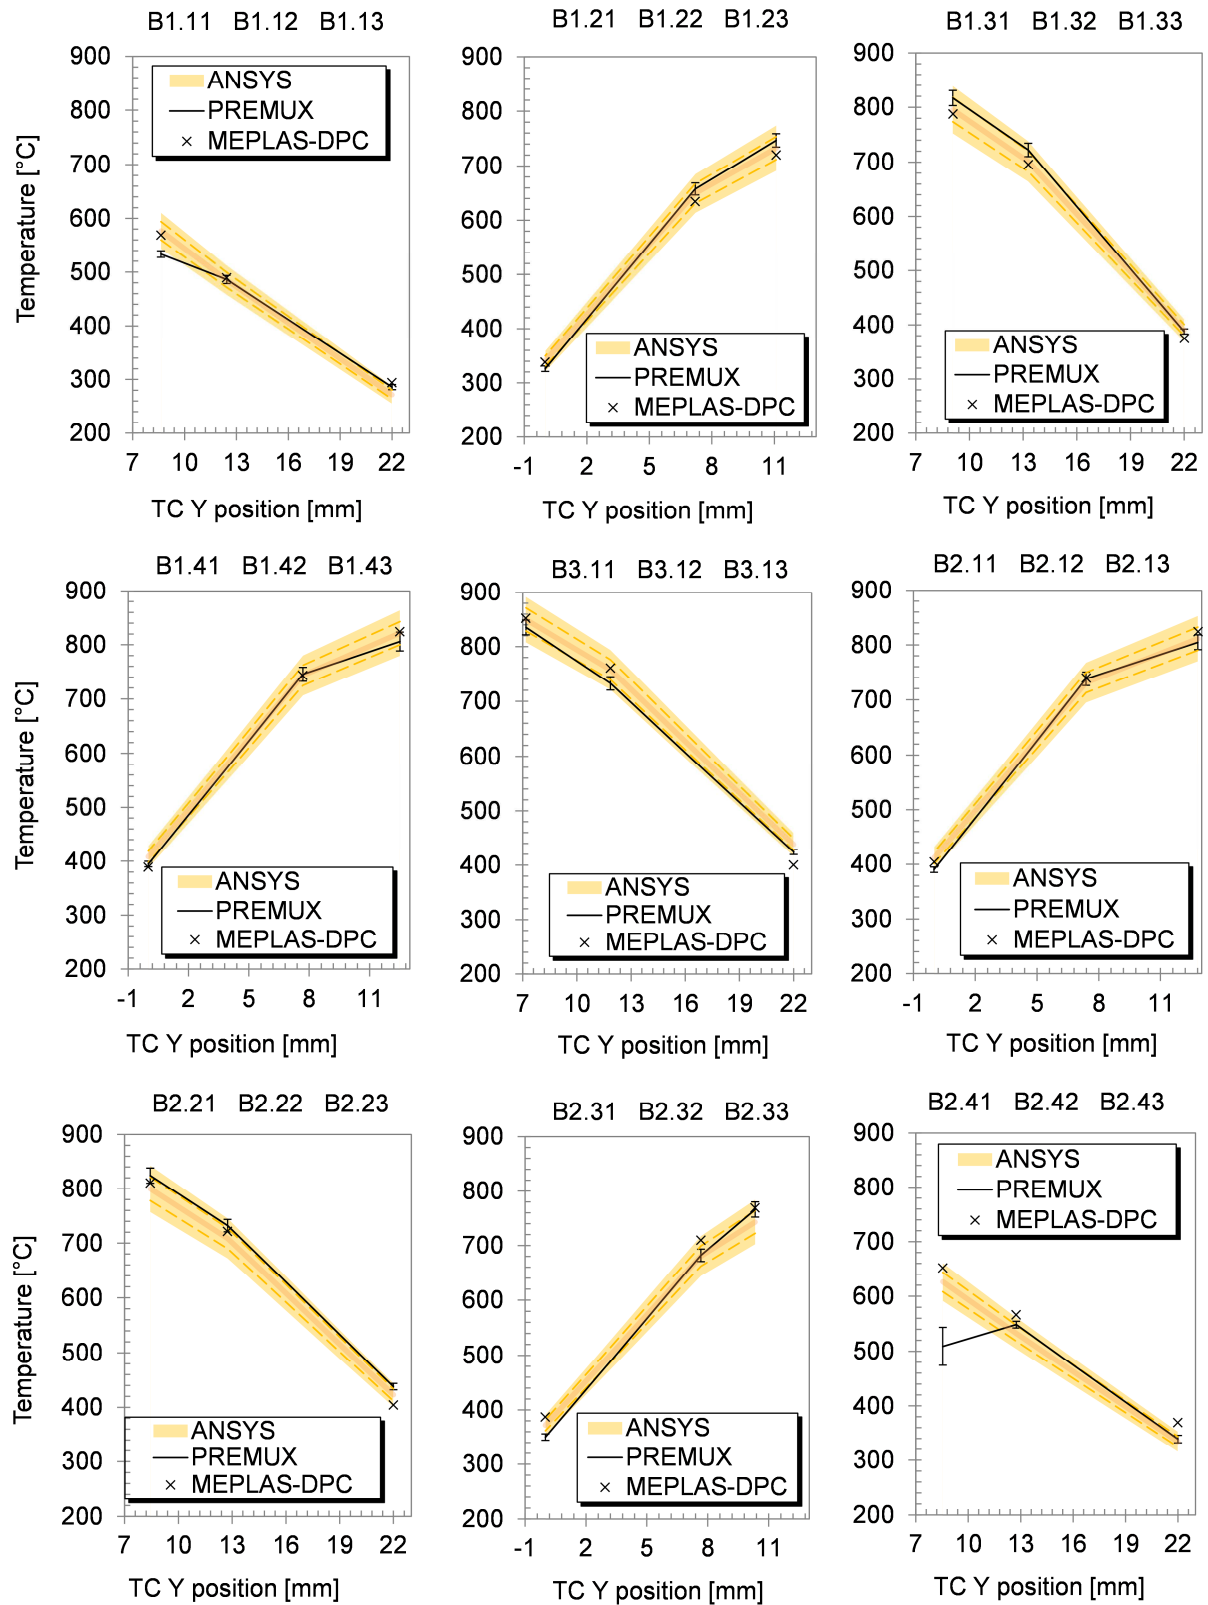 B1.11 B1.12 B1.13
900
800
700
600
500
400
300
200
Temperature [°C]
ANSYS
PREMUX
MEPLAS-DPC
7 10 13 16 19 22
TC Y position [mm]
B1.21 B1.22 B1.23
900
800
700
600
500
400
300
200
ANSYS
PREMUX
MEPLAS-DPC
-1 2 5 8 11
TC Y position [mm]
B1.31 B1.32 B1.33
900
800
700
600
500
400
300
200
ANSYS
PREMUX
MEPLAS-DPC
7 10 13 16 19 22
TC Y position [mm]
B1.41 B1.42 B1.43
900
800
700
600
500
400
300
200
Temperature [°C]
ANSYS
PREMUX
MEPLAS-DPC
-1 2 5 8 11
TC Y position [mm]
B3.11 B3.12 B3.13
900
800
700
600
500
400
300
200
ANSYS
PREMUX
MEPLAS-DPC
7 10 13 16 19 22
TC Y position [mm]
B2.11 B2.12 B2.13
900
800
700
600
500
400
300
200
ANSYS
PREMUX
MEPLAS-DPC
-1 2 5 8 11
TC Y position [mm]
B2.21 B2.22 B2.23
900
800
700
600
500
400
300
200
Temperature [°C]
ANSYS
PREMUX
MEPLAS-DPC
7 10 13 16 19 22
TC Y position [mm]
B2.31 B2.32 B2.33
900
800
700
600
500
400
300
200
ANSYS
PREMUX
MEPLAS-DPC
-1 2 5 8 11
TC Y position [mm]
B2.41 B2.42 B2.43
900
800
700
600
500
400
300
200
ANSYS
PREMUX
MEPLAS-DPC
7 10 13 16 19 22
TC Y position [mm]